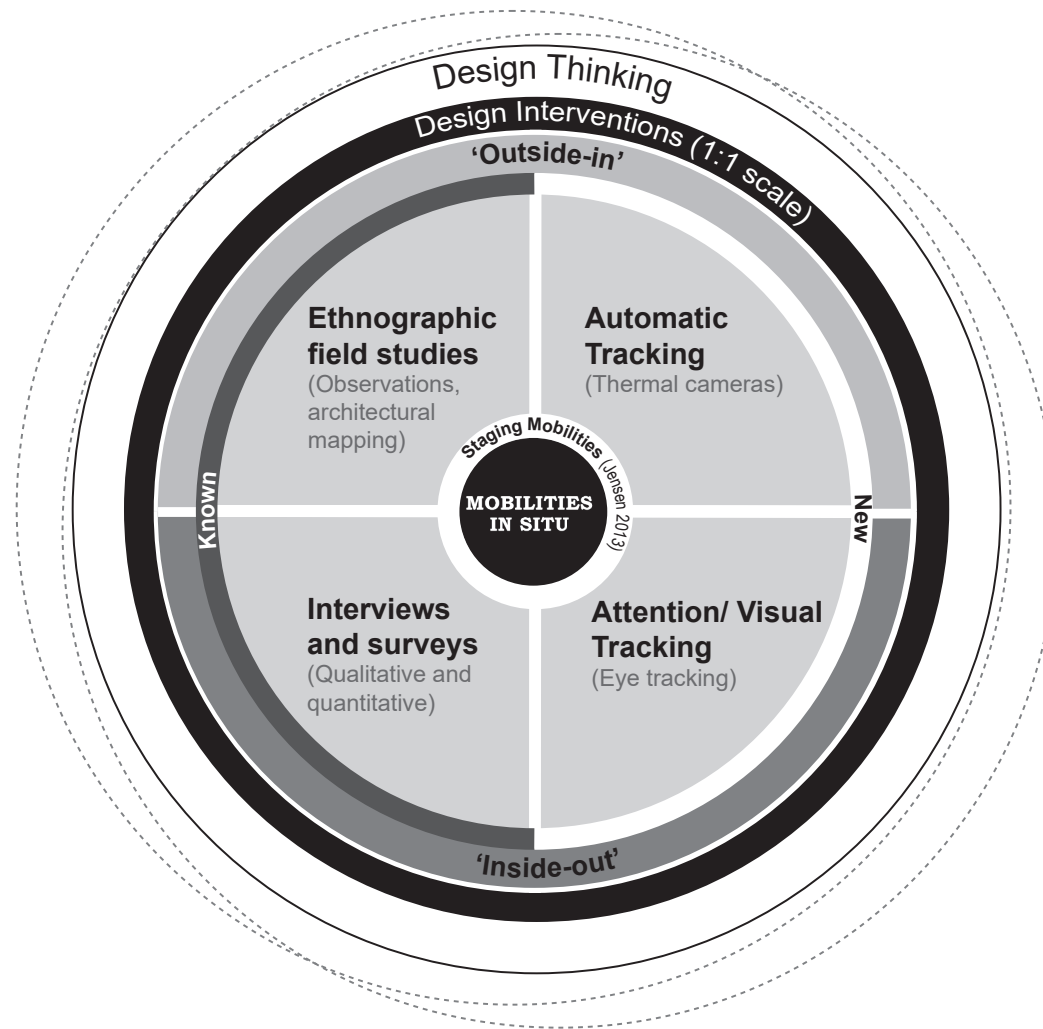 Design Thinking
Design Interventions (1:1 scale)
‘Outside-in’
Ethnographic
field studies
(Observations,
architectural
mapping)
Automatic
Tracking
(Thermal cameras)
Known
Staging Mobilities (Jensen 2013)
MOBILITIES
IN SITU
New
Interviews
and surveys
(Qualitative and
quantitative)
Attention/ Visual
Tracking
(Eye tracking)
‘Inside-out’